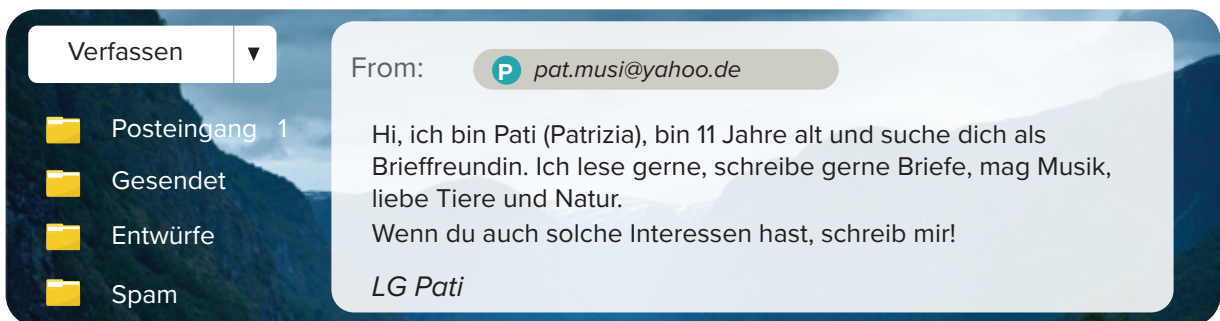 Verfassen ▼
Posteingang 1
Gesendet
Entwürfe
Spam
From: P pat.musi@yahoo.de
Hi, ich bin Pati (Patrizia), bin 11 Jahre alt und suche dich als
Brieffreundin. Ich lese gerne, schreibe gerne Briefe, mag Musik,
liebe Tiere und Natur.
Wenn du auch solche Interessen hast, schreib mir!
LG Pati